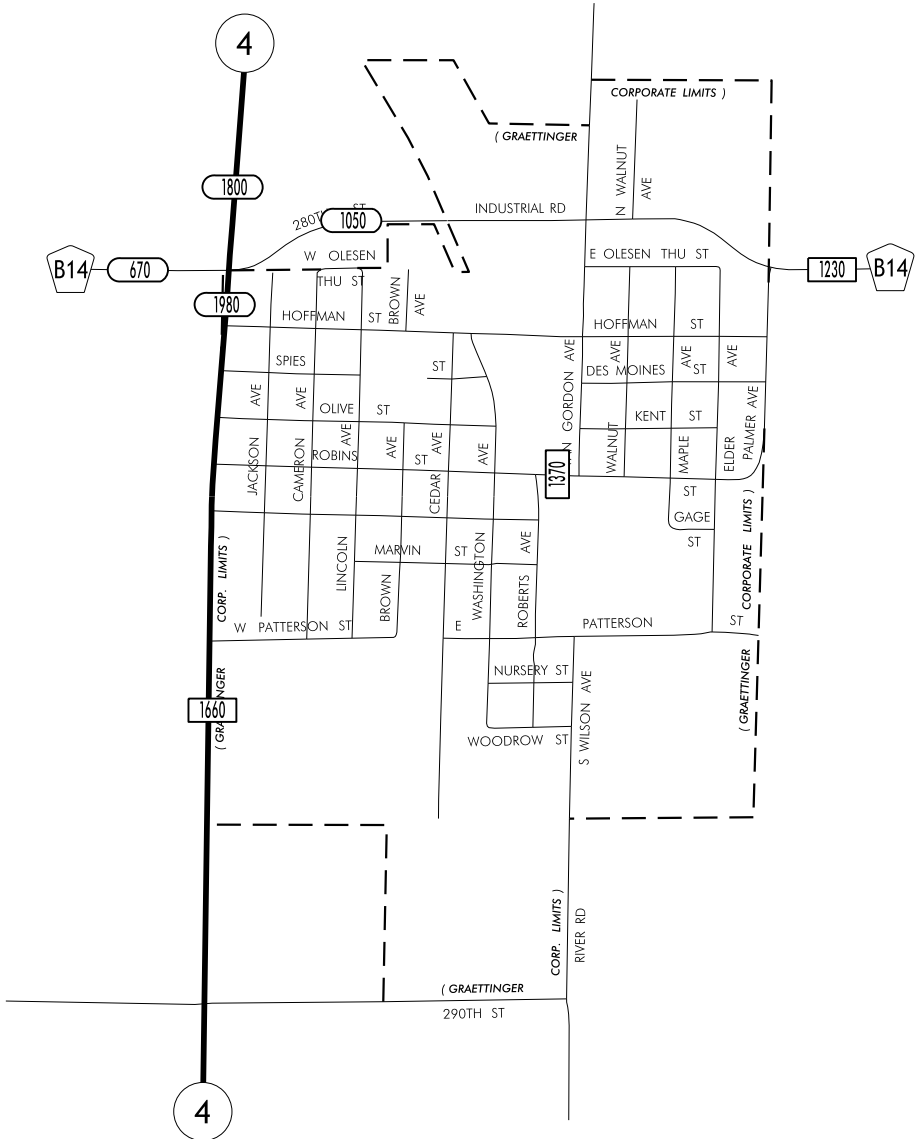 4
CORPORATE LIMITS )
( GRAETTINGER
N WALNUT
AVE
1800
280TH ST
1050
INDUSTRIAL RD
B14
670
W OLESEN
THU ST
E OLESEN THU ST
1230
B14
1980
HOFFMAN ST
BROWN
AVE
HOFFMAN ST
SPIES
ST
DES MOINES ST
AVE
AVE
AVE
N GORDON AVE
OLIVE ST
KENT ST
AVE
AVE
PALMER AVE
ROBINS ST
AVE
AVE
AVE
AVE
JACKSON
CAMERON
CEDAR
1370
WALNUT
MAPLE
ELDER
ST
GAGE
ST
CORP. LIMITS )
LINCOLN
MARVIN ST
BROWN
WASHINGTON
AVE
ROBERTS
CORPORATE LIMITS )
W PATTERSON ST
E PATTERSON ST
NURSERY ST
( GRAETTINGER
( GRAETTINGER
1660
WOODROW ST
S WILSON AVE
CORP. LIMITS )
RIVER RD
( GRAETTINGER
290TH ST
4